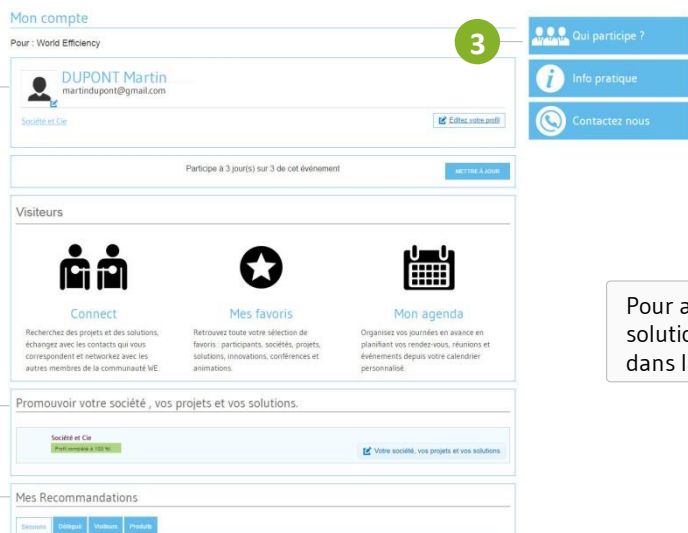 Mon compte
Pour : World Efficiency
DUPONT Martin
martindupont@gmail.com
Société et Cie
Editez votre profil
Participe à 3 jour(s) sur 3 de cet événement
METTRE À JOUR
Visiteurs
Connect
Recherchez des projets et des solutions,
échangez avec les contacts qui vous
correspondent et networkez avec les
autres membres de la communauté WE.
Mes favoris
Retrouvez toute votre sélection de
favoris : participants, sociétés, projets,
solutions, innovations, conférences et
animations.
Mon agenda
Organisez vos journées en avance en
planifiant vos rendez-vous, réunions et
événements depuis votre calendrier
personnalisé.
Promouvoir votre société , vos projets et vos solutions.
Société et Cie
Profil complété à 100 %
Votre société, vos projets et vos solutions
Mes Recommandations
Sessions
Délégué
Visiteurs
Produits
3
Qui participe ?
Info pratique
Contactez nous
Pour a
solutio
dans l